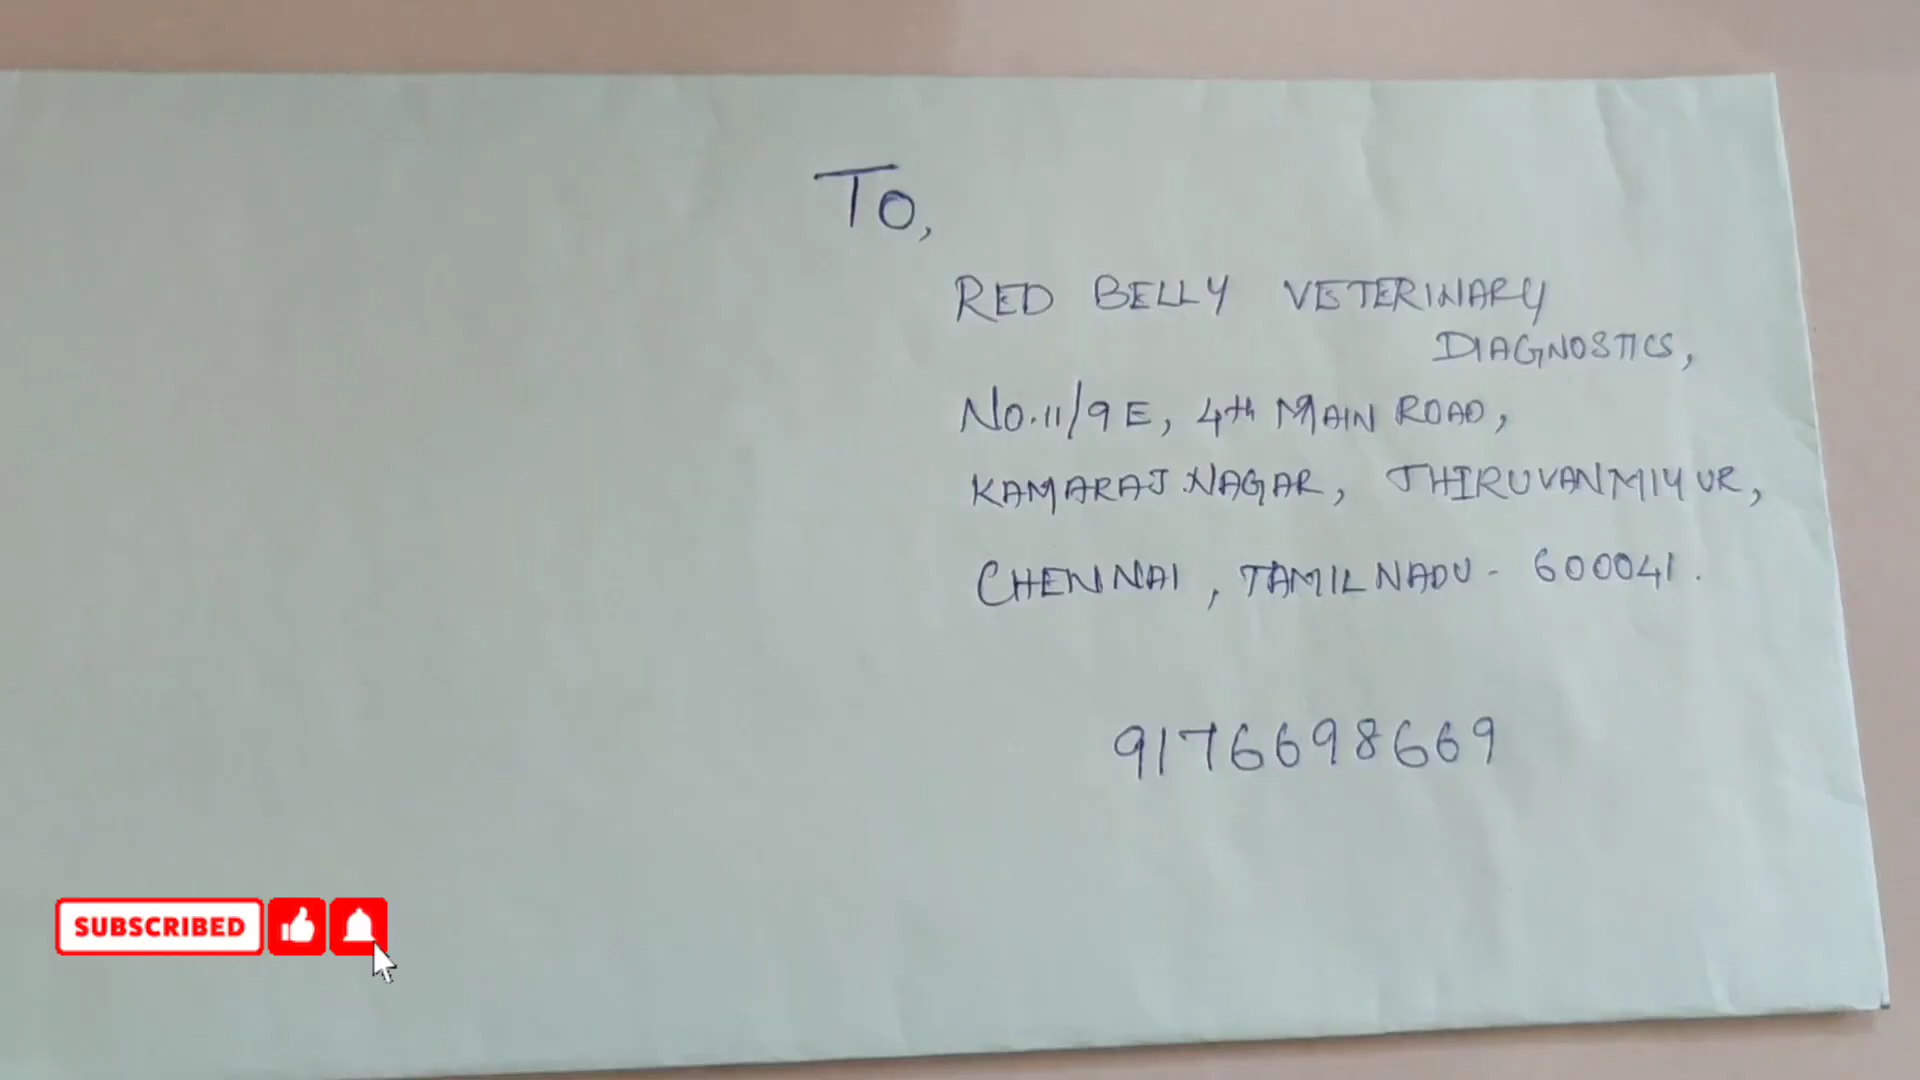 To,
RED BELLY VETERINARY
DIAGNOSTICS,
No.11/9E, 4th MAIN ROAD,
KAMARAJ NAGAR, THIRUVANMIYUR,
CHENNAI, TAMILNADU - 600041.
9176698669
SUBSCRIBED